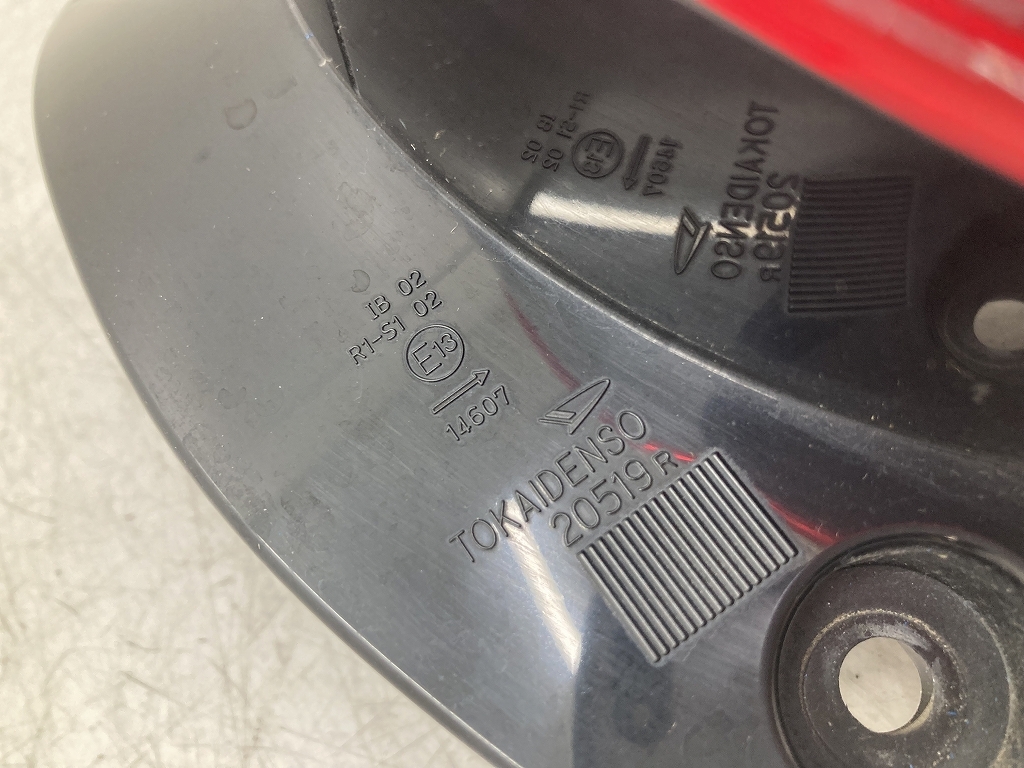 IB 02
R1-S1 02
E13
14607
TOKAIDENSO
20519 R